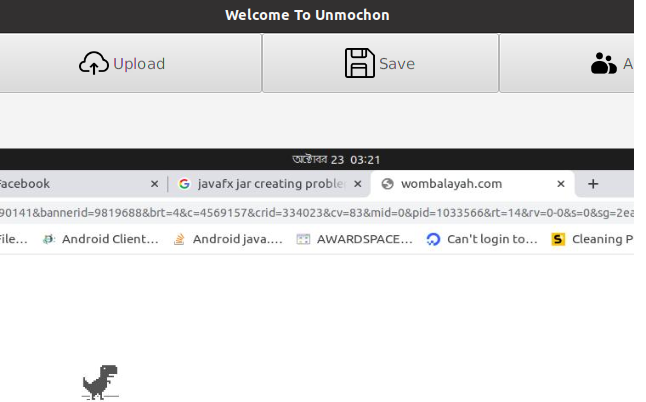 Welcome To Unmochon
Upload Save A
অক্টোবর 23 03:21
Facebook javafx jar creating proble wombalayah.com
90141&bannerid=9819688&brt=4&c=4569157&crid=334023&cv=83&mid=0&pid=1033566&rt=14&rv=0-0&s=0&sg=2ea
File... Android Client... Android java.... AWARDSPACE... Can't login to... Cleaning P